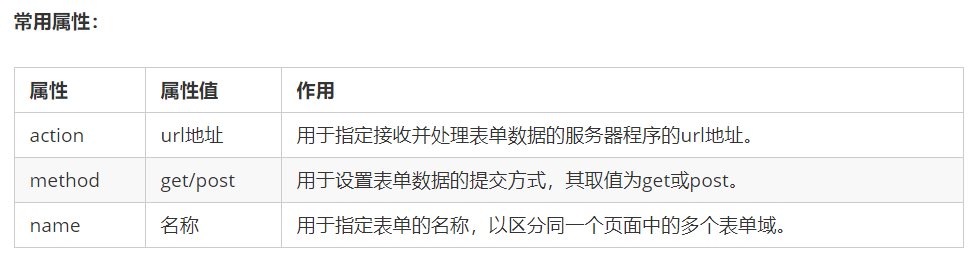 常用属性：
属性 属性值 作用
action url地址 用于指定接收并处理表单数据的服务器程序的url地址。
method get/post 用于设置表单数据的提交方式，其取值为get或post。
name 名称 用于指定表单的名称，以区分同一个页面中的多个表单域。